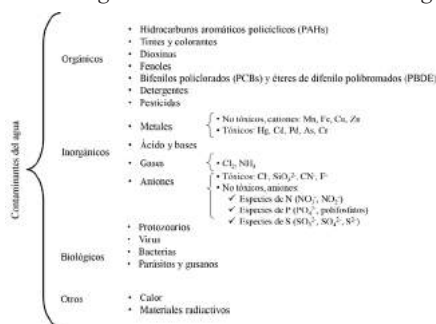 Contaminantes del agua
Orgánicos
• Hidrocarburos aromáticos policíclicos (PAHs)
• Tintes y colorantes
• Dioxinas
• Fenoles
• Bifenilos policlorados (PCBs) y éteres de difenilo polibromados (PBDE)
• Detergentes
• Pesticidas
Inorgánicos
• Metales
• No tóxicos, cationes: Mn, Fe, Cu, Zn
• Tóxicos: Hg, Cd, Pd, As, Cr
• Ácido y bases
• Gases
• Cl₂, NH₃
• Aniones
• Tóxicos: Cl⁻, SiO₄²⁻, CN⁻, F⁻
• No tóxicos, aniones:
✓ Especies de N (NO₃⁻, NO₂⁻)
✓ Especies de P (PO₄³⁻, polifosfatos)
✓ Especies de S (SO₃²⁻, SO₄²⁻, S²⁻)
Biológicos
• Protozoarios
• Virus
• Bacterias
• Parásitos y gusanos
Otros
• Calor
• Materiales radiactivos